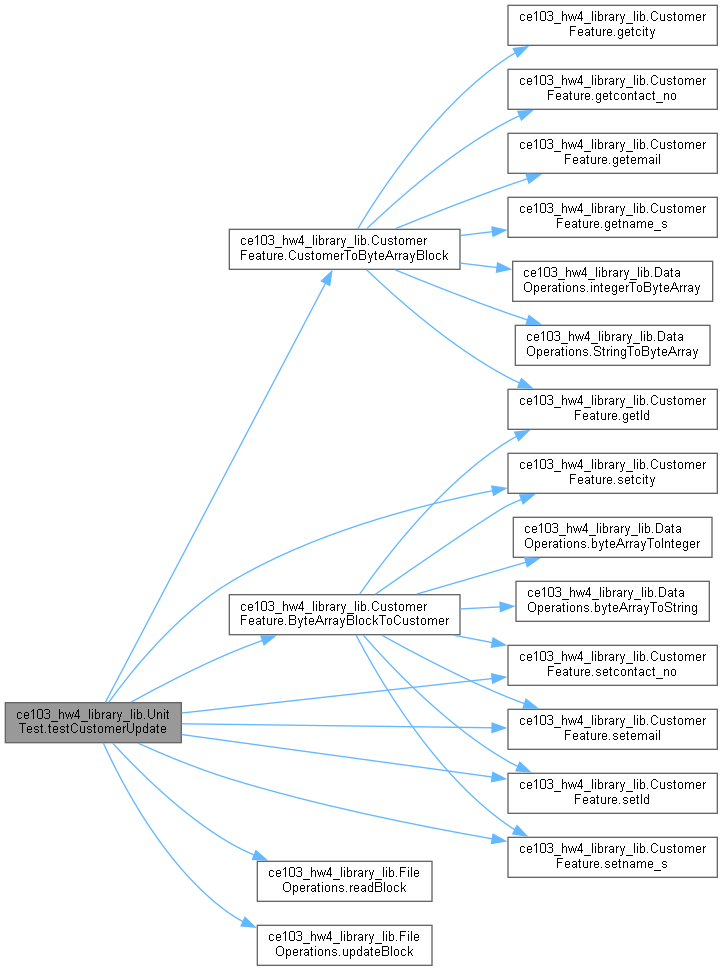 ce103_hw4_library_lib.Customer
Feature.getcity
ce103_hw4_library_lib.Customer
Feature.getcontact_no
ce103_hw4_library_lib.Customer
Feature.getemail
ce103_hw4_library_lib.Customer
Feature.getname_s
ce103_hw4_library_lib.Customer
Feature.CustomerToByteArrayBlock
ce103_hw4_library_lib.Data
Operations.integerToByteArray
ce103_hw4_library_lib.Data
Operations.StringToByteArray
ce103_hw4_library_lib.Customer
Feature.getId
ce103_hw4_library_lib.Customer
Feature.setcity
ce103_hw4_library_lib.Data
Operations.byteArrayToInteger
ce103_hw4_library_lib.Customer
Feature.ByteArrayBlockToCustomer
ce103_hw4_library_lib.Data
Operations.byteArrayToString
ce103_hw4_library_lib.Customer
Feature.setcontact_no
ce103_hw4_library_lib.Unit
Test.testCustomerUpdate
ce103_hw4_library_lib.Customer
Feature.setemail
ce103_hw4_library_lib.Customer
Feature.setId
ce103_hw4_library_lib.Customer
Feature.setname_s
ce103_hw4_library_lib.File
Operations.readBlock
ce103_hw4_library_lib.File
Operations.updateBlock